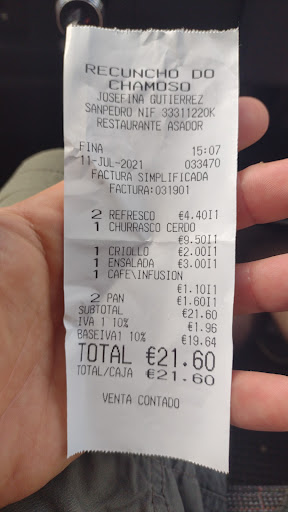 RECUNCHO DO
CHAMOSO
JOSEFINA GUTIERREZ
SANPEDRO NIF 33311220K
RESTAURANTE ASADOR
FINA 15:07
11-JUL-2021 033470
FACTURA SIMPLIFICADA
FACTURA:031901
2 REFRESCO €4.40I1
1 CHURRASCO CERDO
€9.50I1
1 CRIOLLO €2.00I1
1 ENSALADA €3.00I1
1 CAFE\INFUSION
€1.10I1
2 PAN €1.60I1
SUBTOTAL €21.60
IVA 1 10% €1.96
BASEIVA1 10% €19.64
TOTAL €21.60
TOTAL/CAJA €21.60
VENTA CONTADO